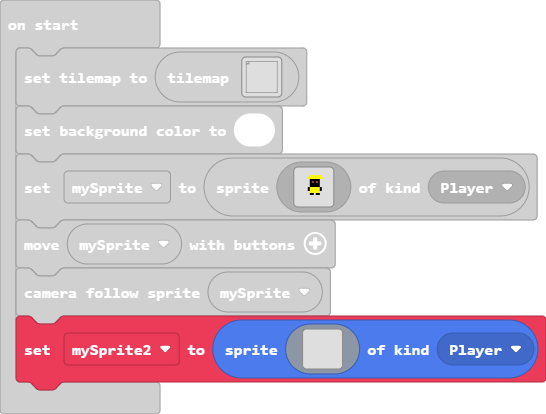 on start
set tilemap to tilemap
set background color to
set mySprite to sprite of kind Player
move mySprite with buttons
camera follow sprite mySprite
set mySprite2 to sprite of kind Player